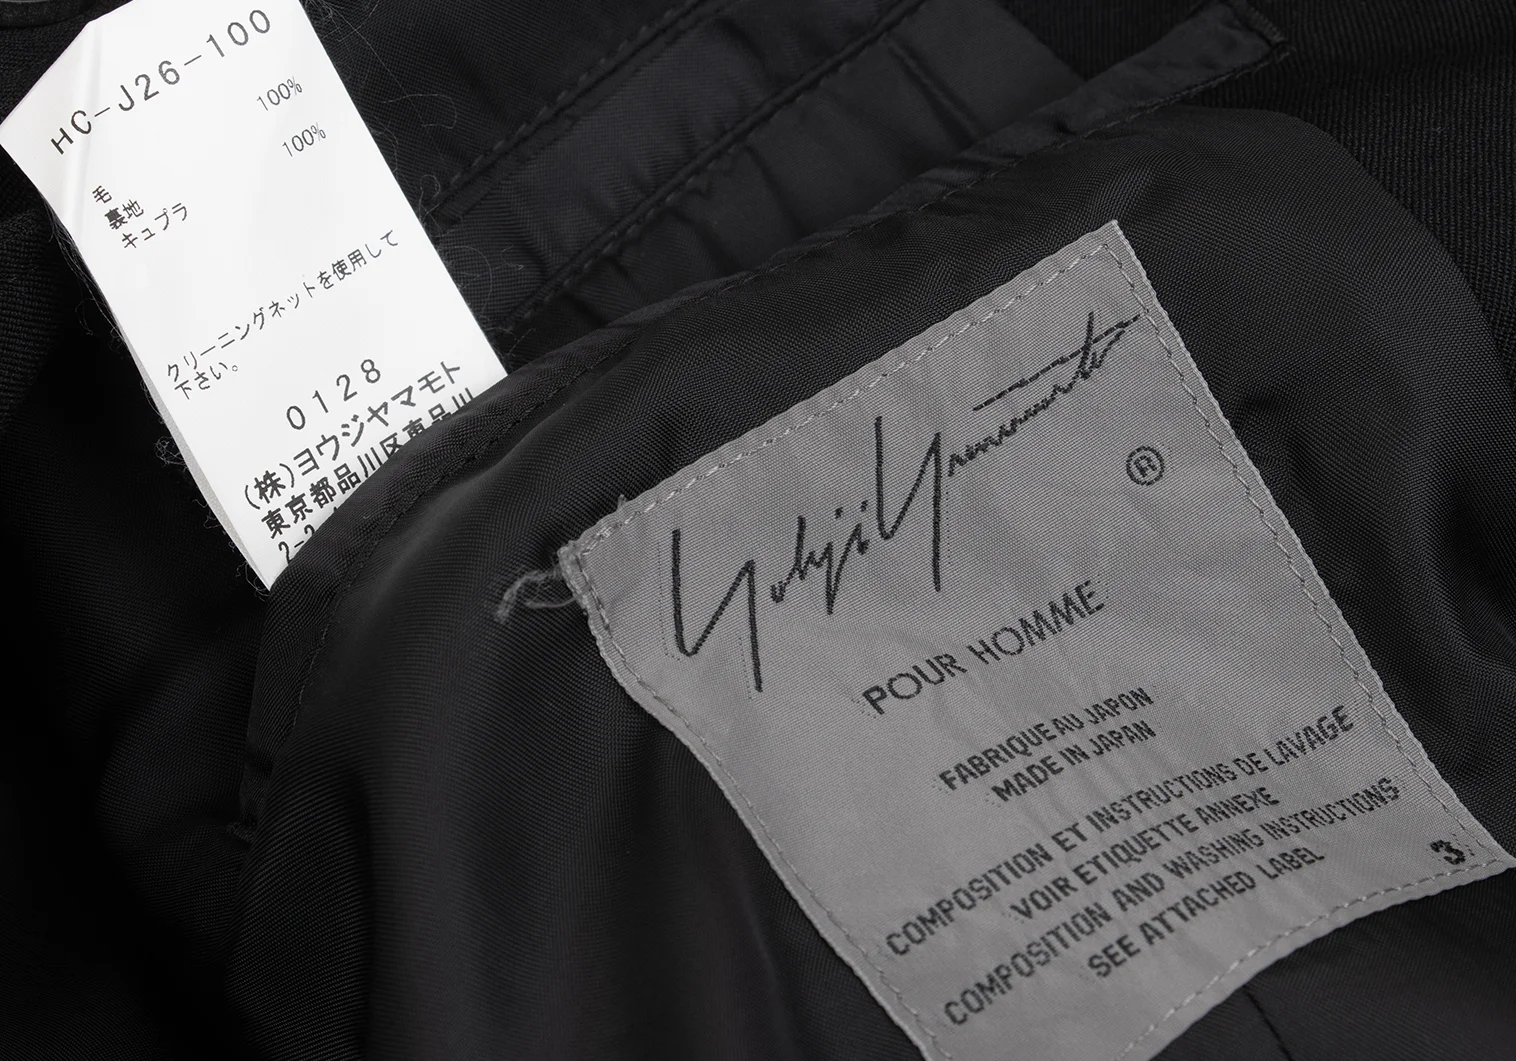 HC-J26-100
100%
100%
毛
裏地
キュプラ
クリーニングネットを使用して
下さい。
0128
(株)ヨウジヤマモト
東京都品川区東品川
2-2
Yohji Yamamoto
®
POUR HOMME
FABRIQUE AU JAPON
MADE IN JAPAN
COMPOSITION ET INSTRUCTIONS DE LAVAGE
VOIR ETIQUETTE ANNEXE
COMPOSITION AND WASHING INSTRUCTIONS
SEE ATTACHED LABEL
3